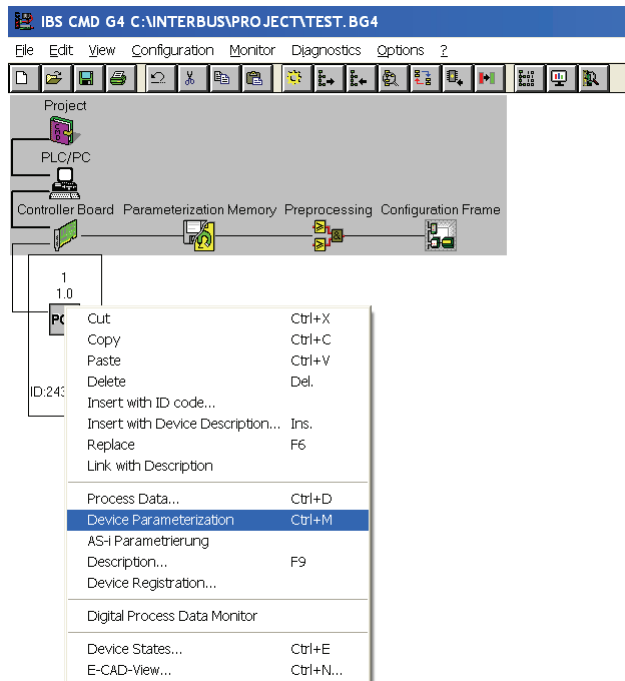 IBS CMD G4 C:\INTERBUS\PROJECT\TEST.BG4
File Edit View Configuration Monitor Diagnostics Options ?
Project
PLC/PC
Controller Board Parameterization Memory Preprocessing Configuration Frame
1
1.0
Cut Ctrl+X
Copy Ctrl+C
Paste Ctrl+V
Delete Del.
ID:243
Insert with ID code...
Insert with Device Description... Ins.
Replace F6
Link with Description
Process Data... Ctrl+D
Device Parameterization Ctrl+M
AS-i Parametrierung
Description... F9
Device Registration...
Digital Process Data Monitor
Device States... Ctrl+E
E-CAD-View... Ctrl+N...